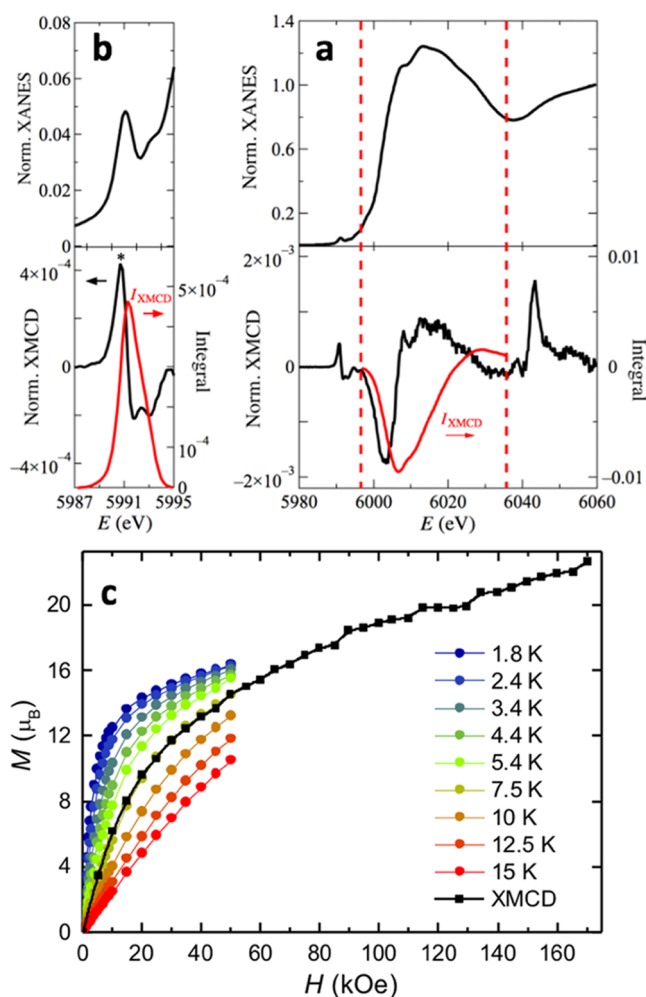 b
a
Norm. XANES
0.08
0.06
0.04
0.02
0
Norm. XANES
1.4
1.0
0.6
0.2
*
I_XMCD
Norm. XMCD
4×10⁻⁴
0
−4×10⁻⁴
5×10⁻⁴
10⁻⁴
0
Integral
5987 5991 5995
E (eV)
Norm. XMCD
2×10⁻³
0
−2×10⁻³
I_XMCD
0.01
0
-0.01
Integral
5980 6000 6020 6040 6060
E (eV)
c
M (μB)
20
16
12
8
4
0
1.8 K
2.4 K
3.4 K
4.4 K
5.4 K
7.5 K
10 K
12.5 K
15 K
XMCD
0 20 40 60 80 100 120 140 160
H (kOe)